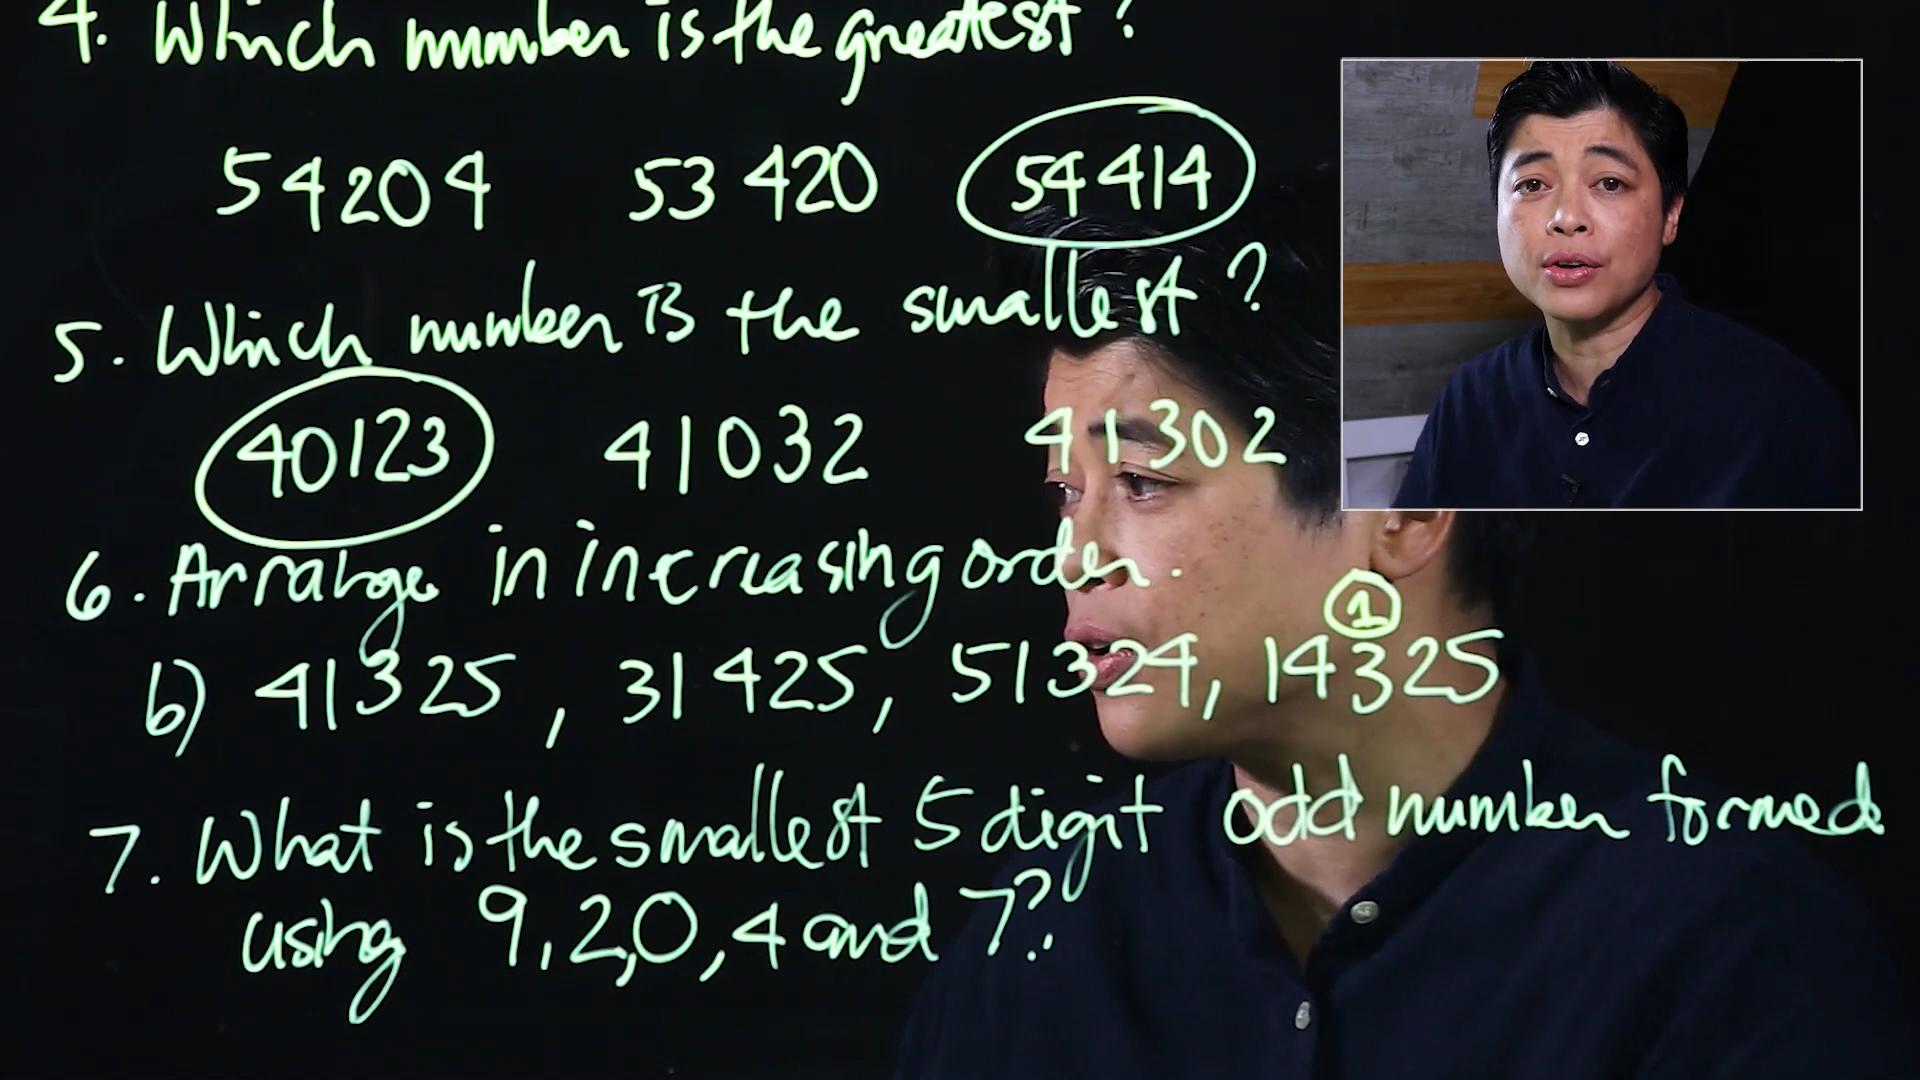 4. Which number is the greatest?
54204 53420 54414
5. Which number is the smallest?
40123 41032 41302
6. Arrange in increasing order.
1
b) 41325, 31425, 51324, 14325
7. What is the smallest 5 digit odd number formed
using 9, 2, 0, 4 and 7?